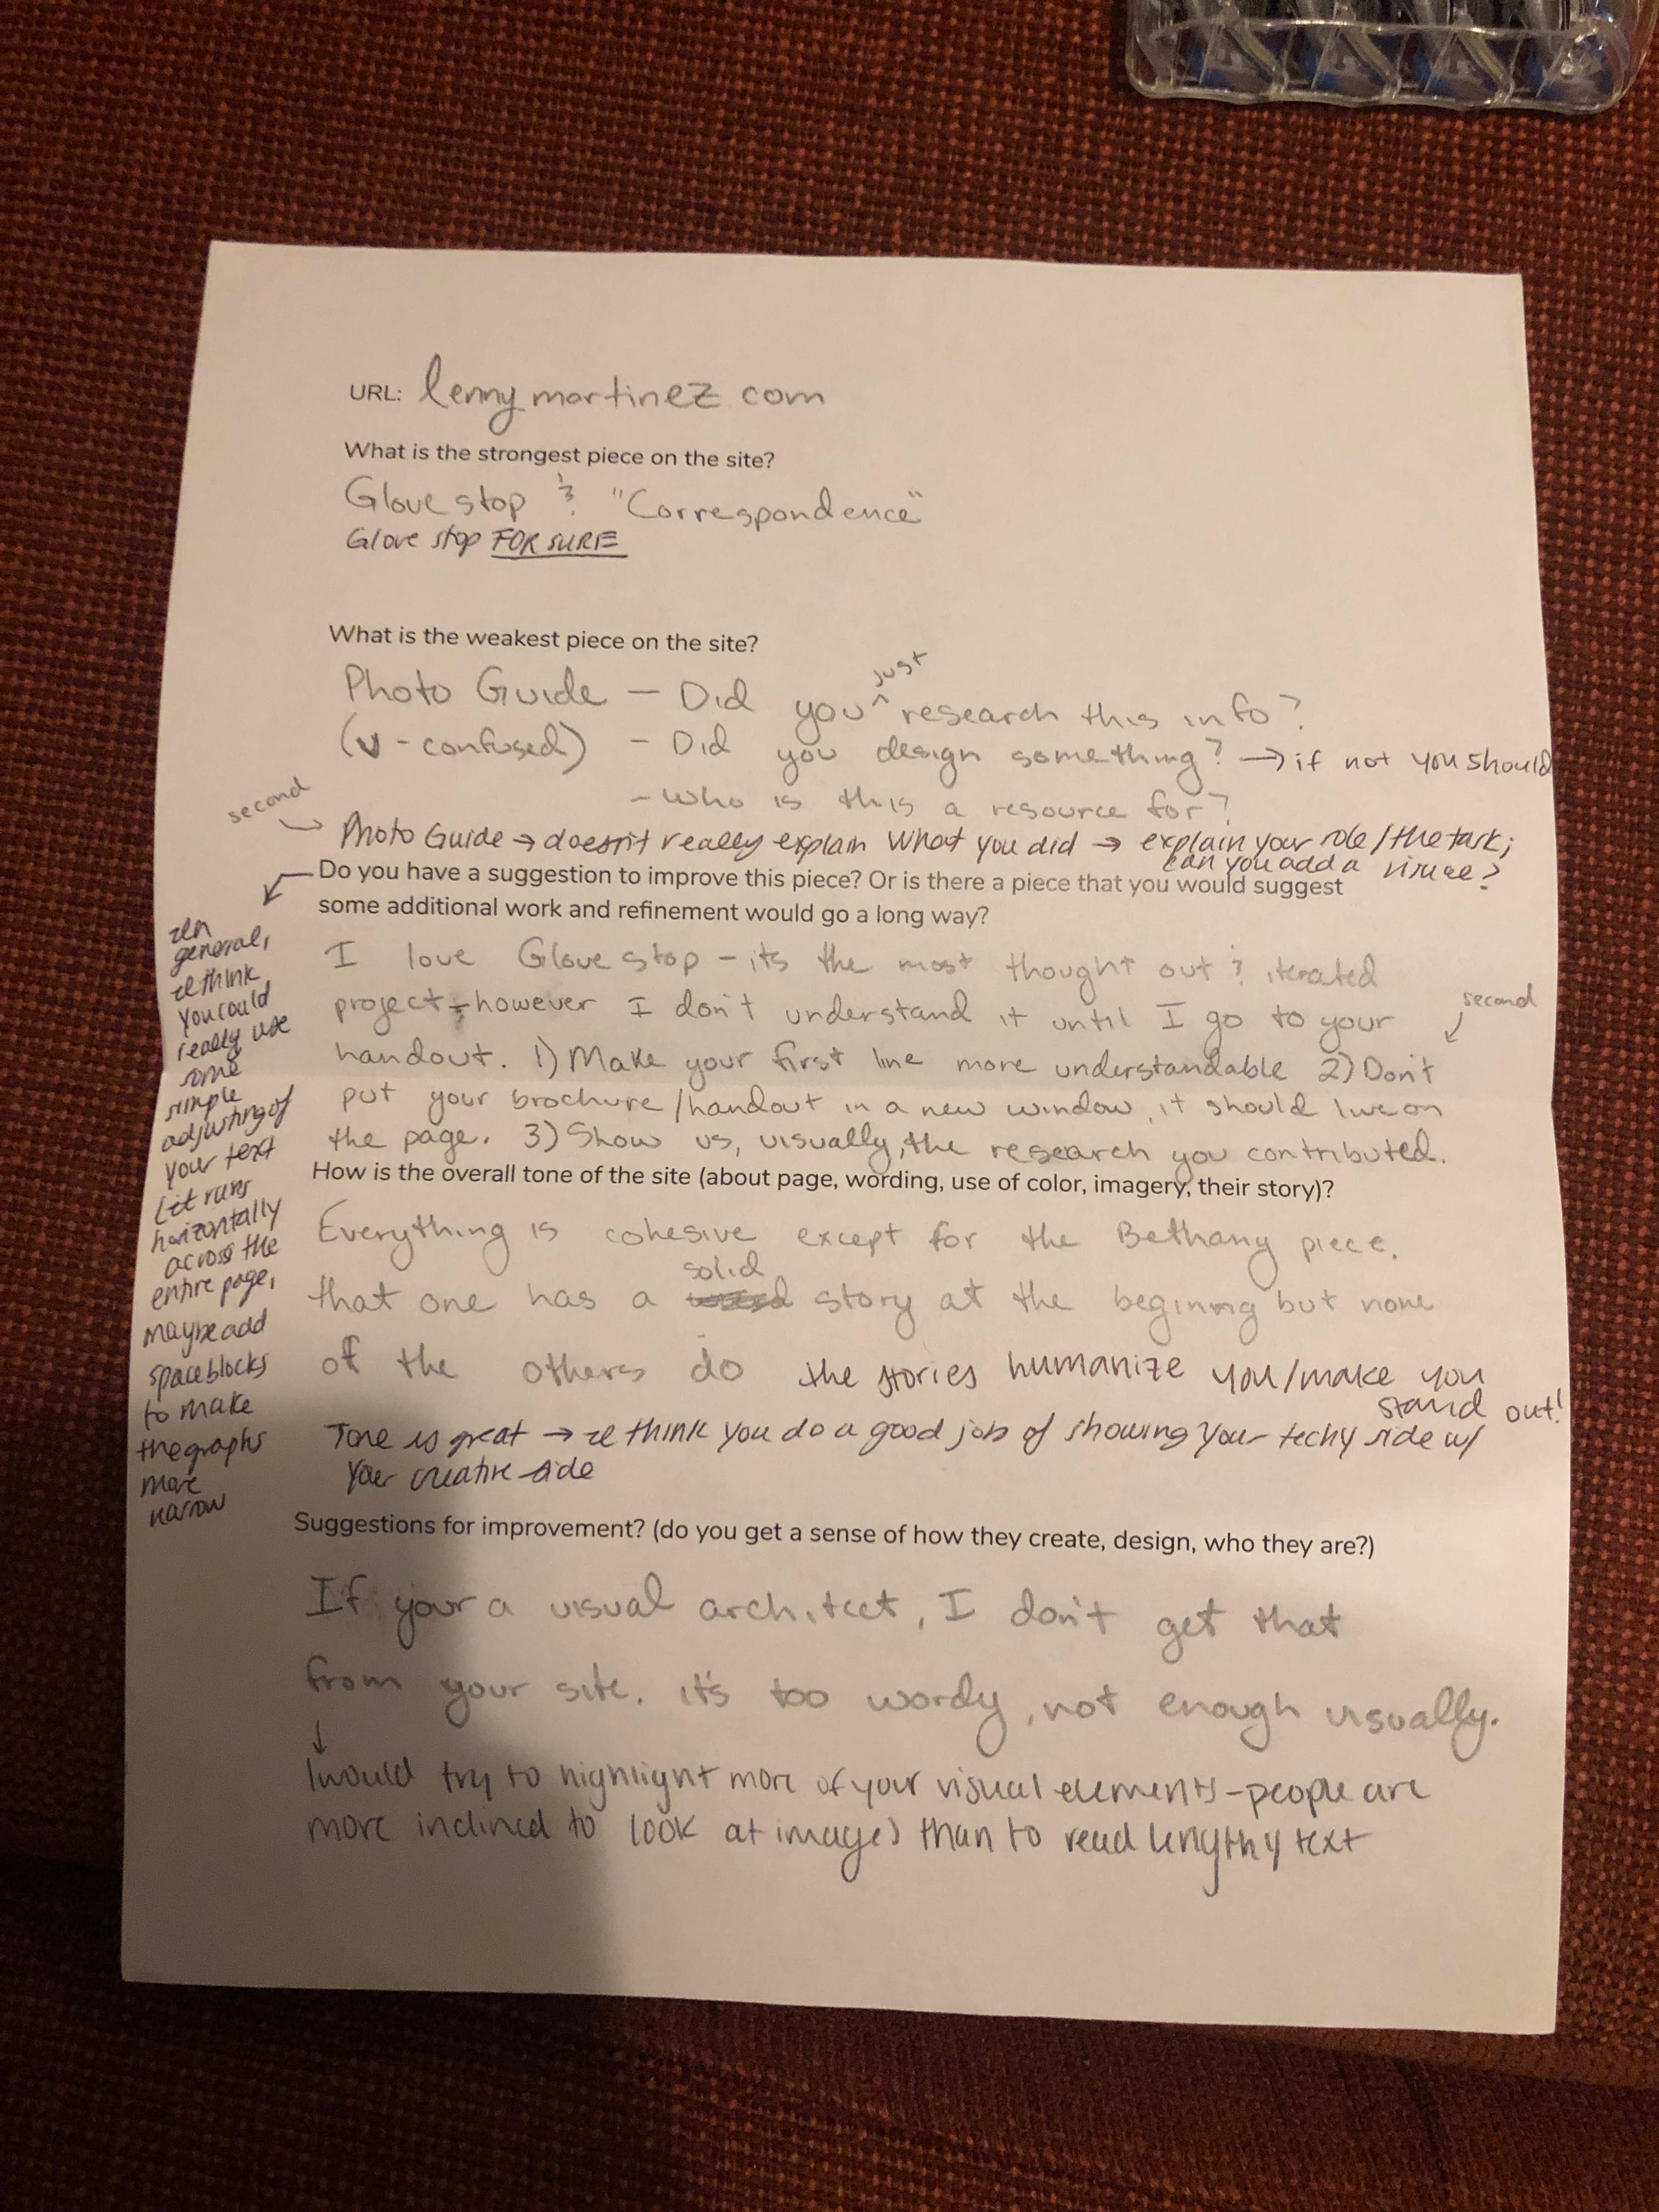 URL: lennymartinez com
What is the strongest piece on the site?
Glove stop & "Correspondence"
Glove stop FOR SURE
What is the weakest piece on the site?
just
Photo Guide — Did you ^ research this info?
(v - confused) - Did you design something? → if not you should
- Who is this a resource for?
second
Photo Guide → doesn't really explain what you did → explain your role / the task;
can you add a visual?
Do you have a suggestion to improve this piece? Or is there a piece that you would suggest
some additional work and refinement would go a long way?
In
general,
I think
you could
really use
some
simple
adjusting of
your text
Lit runs
horizontally
across the
entire page,
maybe add
space blocks
to make
the graphs
more
narrow
I love Glove stop - its the most thought out & iterated
project - however I don't understand it until I go to your
second
handout. 1) Make your first line more understandable 2) Don't
put your brochure/handout in a new window, it should live on
the page. 3) Show us, visually, the research you contributed.
How is the overall tone of the site (about page, wording, use of color, imagery, their story)?
Everything is cohesive except for the Bethany piece.
solid
that one has a story at the begining but none
of the others do the stories humanize you/make you
stand out!
Tone is great → I think you do a good job of showing your techy side w/
your creative side
Suggestions for improvement? (do you get a sense of how they create, design, who they are?)
If your a visual architect, I don't get that
from your site. it's too wordy, not enough visually.
↓
I would try to highlight more of your visual elements - people are
more inclined to look at images than to read lengthy text